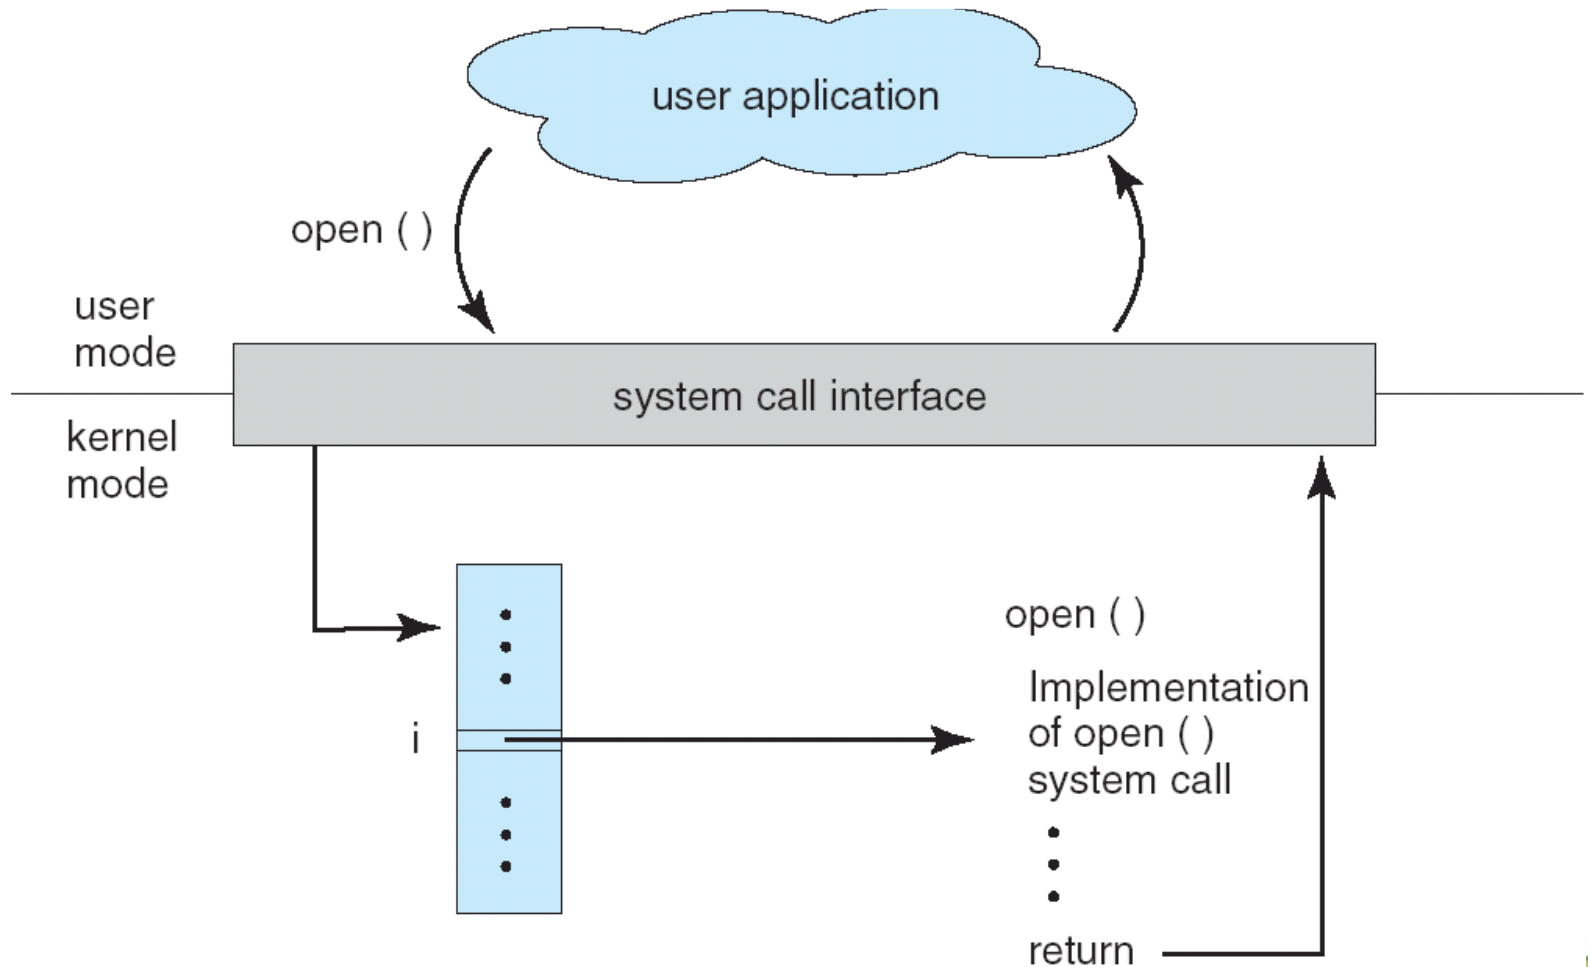 user application
open ( )
user
mode
system call interface
kernel
mode
open ( )
Implementation
of open ( )
system call
i
return